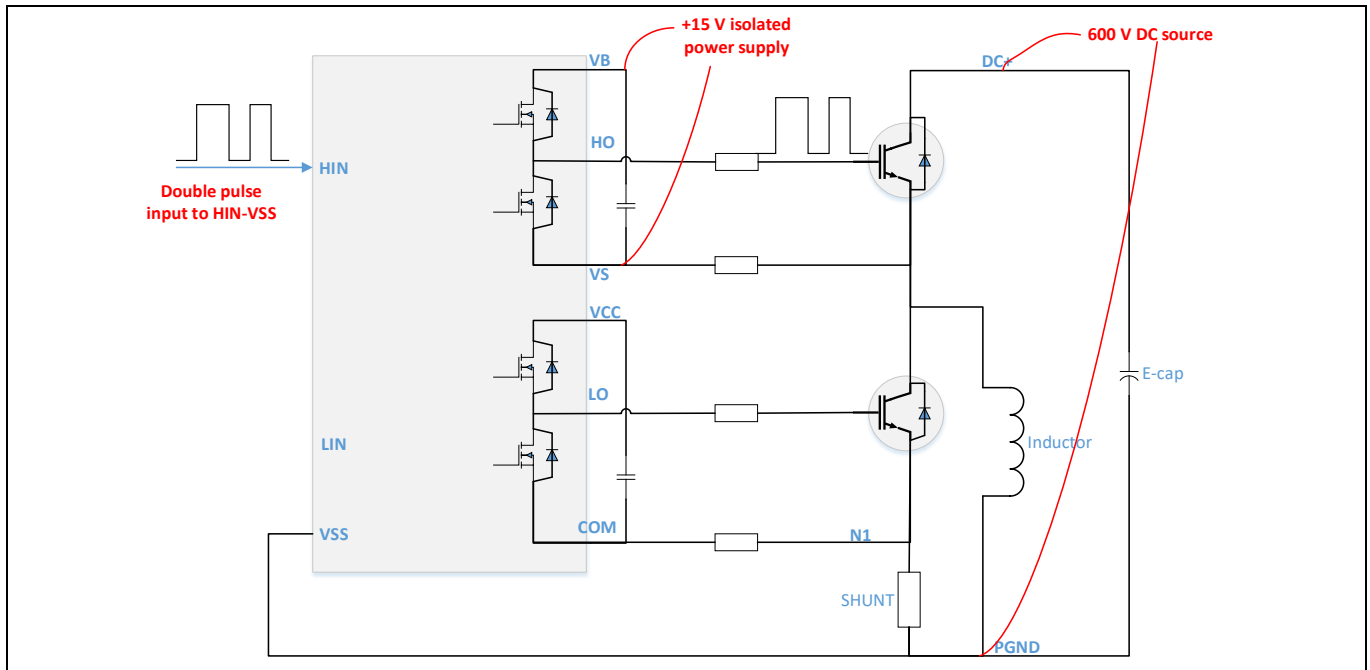 +15 V isolated
power supply
600 V DC source
VB
DC+
HO
HIN
Double pulse
input to HIN-VSS
VS
VCC
E-cap
LO
LIN
Inductor
COM
VSS
N1
SHUNT
PGND